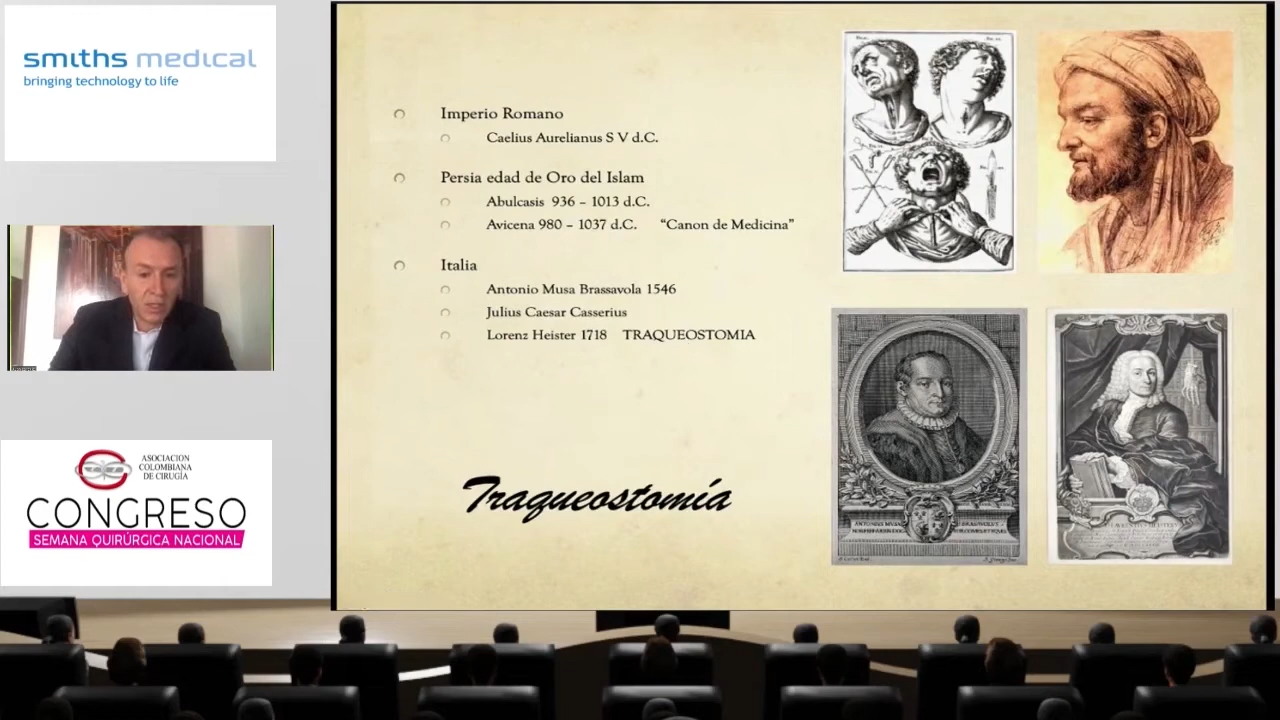 smiths medical
bringing technology to life
ASOCIACION
COLOMBIANA
DE CIRUGÍA
CONGRESO
SEMANA QUIRÚRGICA NACIONAL
Imperio Romano
Caelius Aurelianus S V d.C.
Persia edad de Oro del Islam
Abulcasis 936 – 1013 d.C.
Avicena 980 – 1037 d.C. “Canon de Medicina”
Italia
Antonio Musa Brassavola 1546
Julius Caesar Casserius
Lorenz Heister 1718 TRAQUEOSTOMIA
Traqueostomía